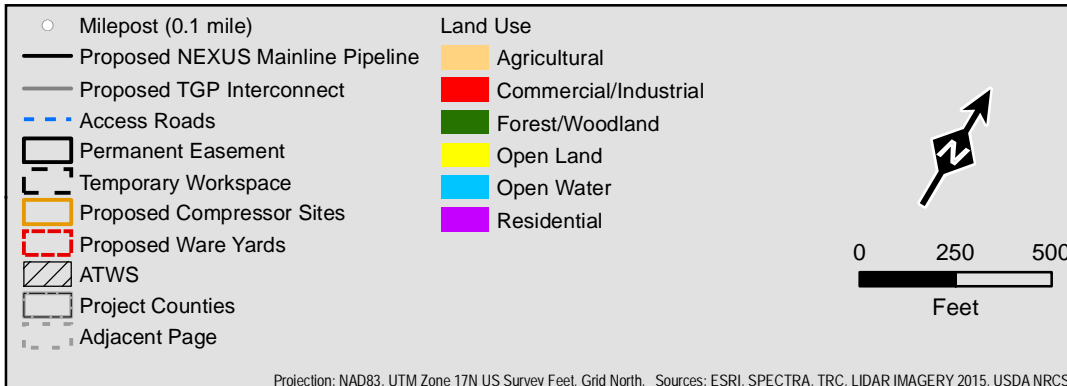 Milepost (0.1 mile)
Proposed NEXUS Mainline Pipeline
Proposed TGP Interconnect
Access Roads
Permanent Easement
Temporary Workspace
Proposed Compressor Sites
Proposed Ware Yards
ATWS
Project Counties
Adjacent Page
Land Use
Agricultural
Commercial/Industrial
Forest/Woodland
Open Land
Open Water
Residential
N
0 250 500
Feet
Projection: NAD83, UTM Zone 17N US Survey Feet, Grid North. Sources: ESRI, SPECTRA, TRC, LIDAR IMAGERY 2015, USDA NRCS